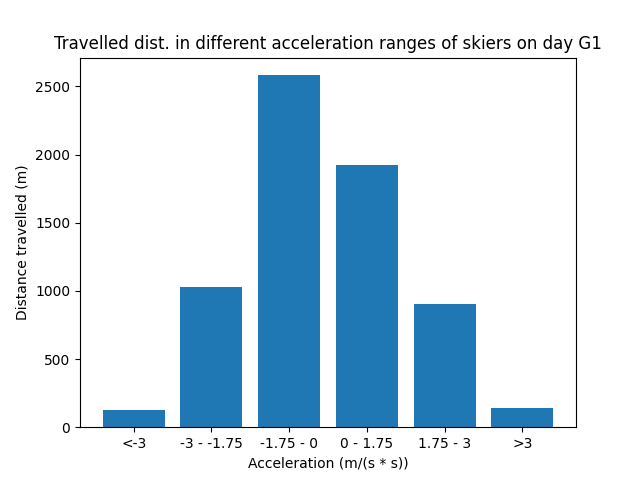 Travelled dist. in different acceleration ranges of skiers on day G1
Distance travelled (m)
2500
2000
1500
1000
500
0
<-3
-3 - -1.75
-1.75 - 0
0 - 1.75
1.75 - 3
>3
Acceleration (m/(s * s))